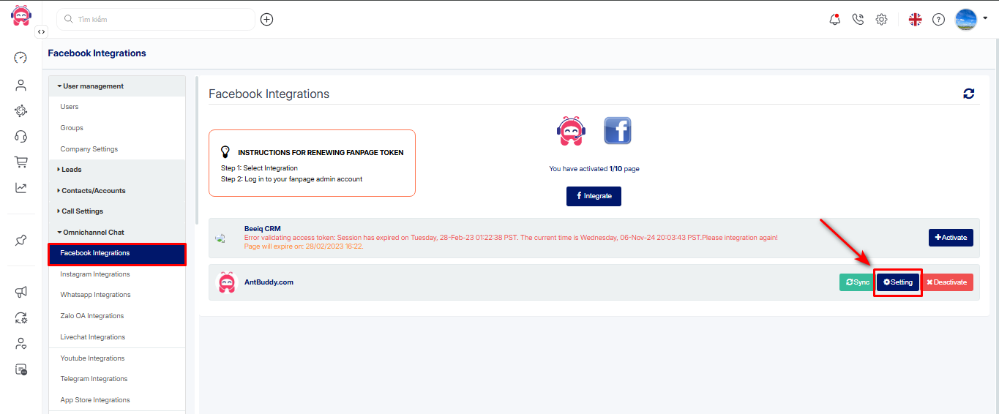 Tìm kiếm
Facebook Integrations
User management
Users
Groups
Company Settings
Leads
Contacts/Accounts
Call Settings
Omnichannel Chat
Facebook Integrations
Instagram Integrations
Whatsapp Integrations
Zalo OA Integrations
Livechat Integrations
Youtube Integrations
Telegram Integrations
App Store Integrations
Facebook Integrations
INSTRUCTIONS FOR RENEWING FANPAGE TOKEN
Step 1: Select Integration
Step 2: Log in to your fanpage admin account
You have activated 1/10 page
Integrate
Beeiq CRM
Error validating access token: Session has expired on Tuesday, 28-Feb-23 01:22:38 PST. The current time is Wednesday, 06-Nov-24 20:03:43 PST.Please integration again!
Page will expire on: 28/02/2023 16:22.
Activate
AntBuddy.com
Sync Setting Deactivate